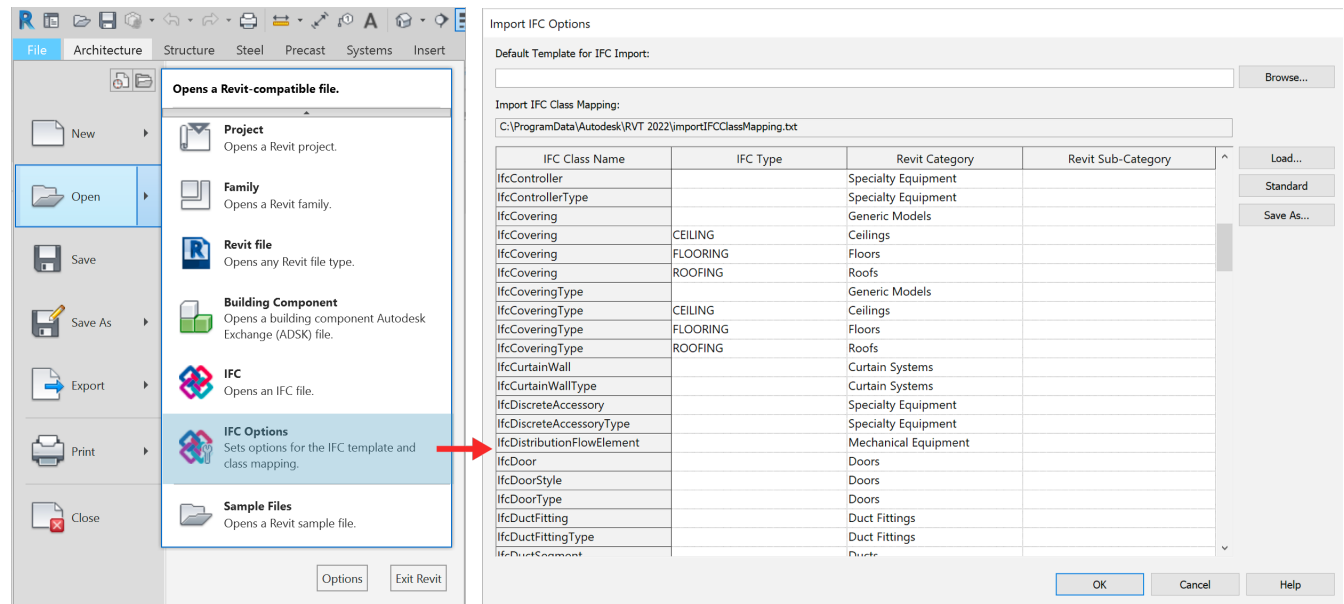 File
Architecture
Structure
Steel
Precast
Systems
Insert
New
Open
Save
Save As
Export
Print
Close
Opens a Revit-compatible file.
Project
Opens a Revit project.
Family
Opens a Revit family.
Revit file
Opens any Revit file type.
Building Component
Opens a building component Autodesk
Exchange (ADSK) file.
IFC
Opens an IFC file.
IFC Options
Sets options for the IFC template and
class mapping.
Sample Files
Opens a Revit sample file.
Options
Exit Revit
Import IFC Options
Default Template for IFC Import:
Browse...
Import IFC Class Mapping:
C:\ProgramData\Autodesk\RVT 2022\importIFCClassMapping.txt
IFC Class Name IFC Type Revit Category Revit Sub-Category
IfcController Specialty Equipment
IfcControllerType Specialty Equipment
IfcCovering Generic Models
IfcCovering CEILING Ceilings
IfcCovering FLOORING Floors
IfcCovering ROOFING Roofs
IfcCoveringType Generic Models
IfcCoveringType CEILING Ceilings
IfcCoveringType FLOORING Floors
IfcCoveringType ROOFING Roofs
IfcCurtainWall Curtain Systems
IfcCurtainWallType Curtain Systems
IfcDiscreteAccessory Specialty Equipment
IfcDiscreteAccessoryType Specialty Equipment
IfcDistributionFlowElement Mechanical Equipment
IfcDoor Doors
IfcDoorStyle Doors
IfcDoorType Doors
IfcDuctFitting Duct Fittings
IfcDuctFittingType Duct Fittings
IfcDuctSegment Ducts
Load...
Standard
Save As...
OK
Cancel
Help